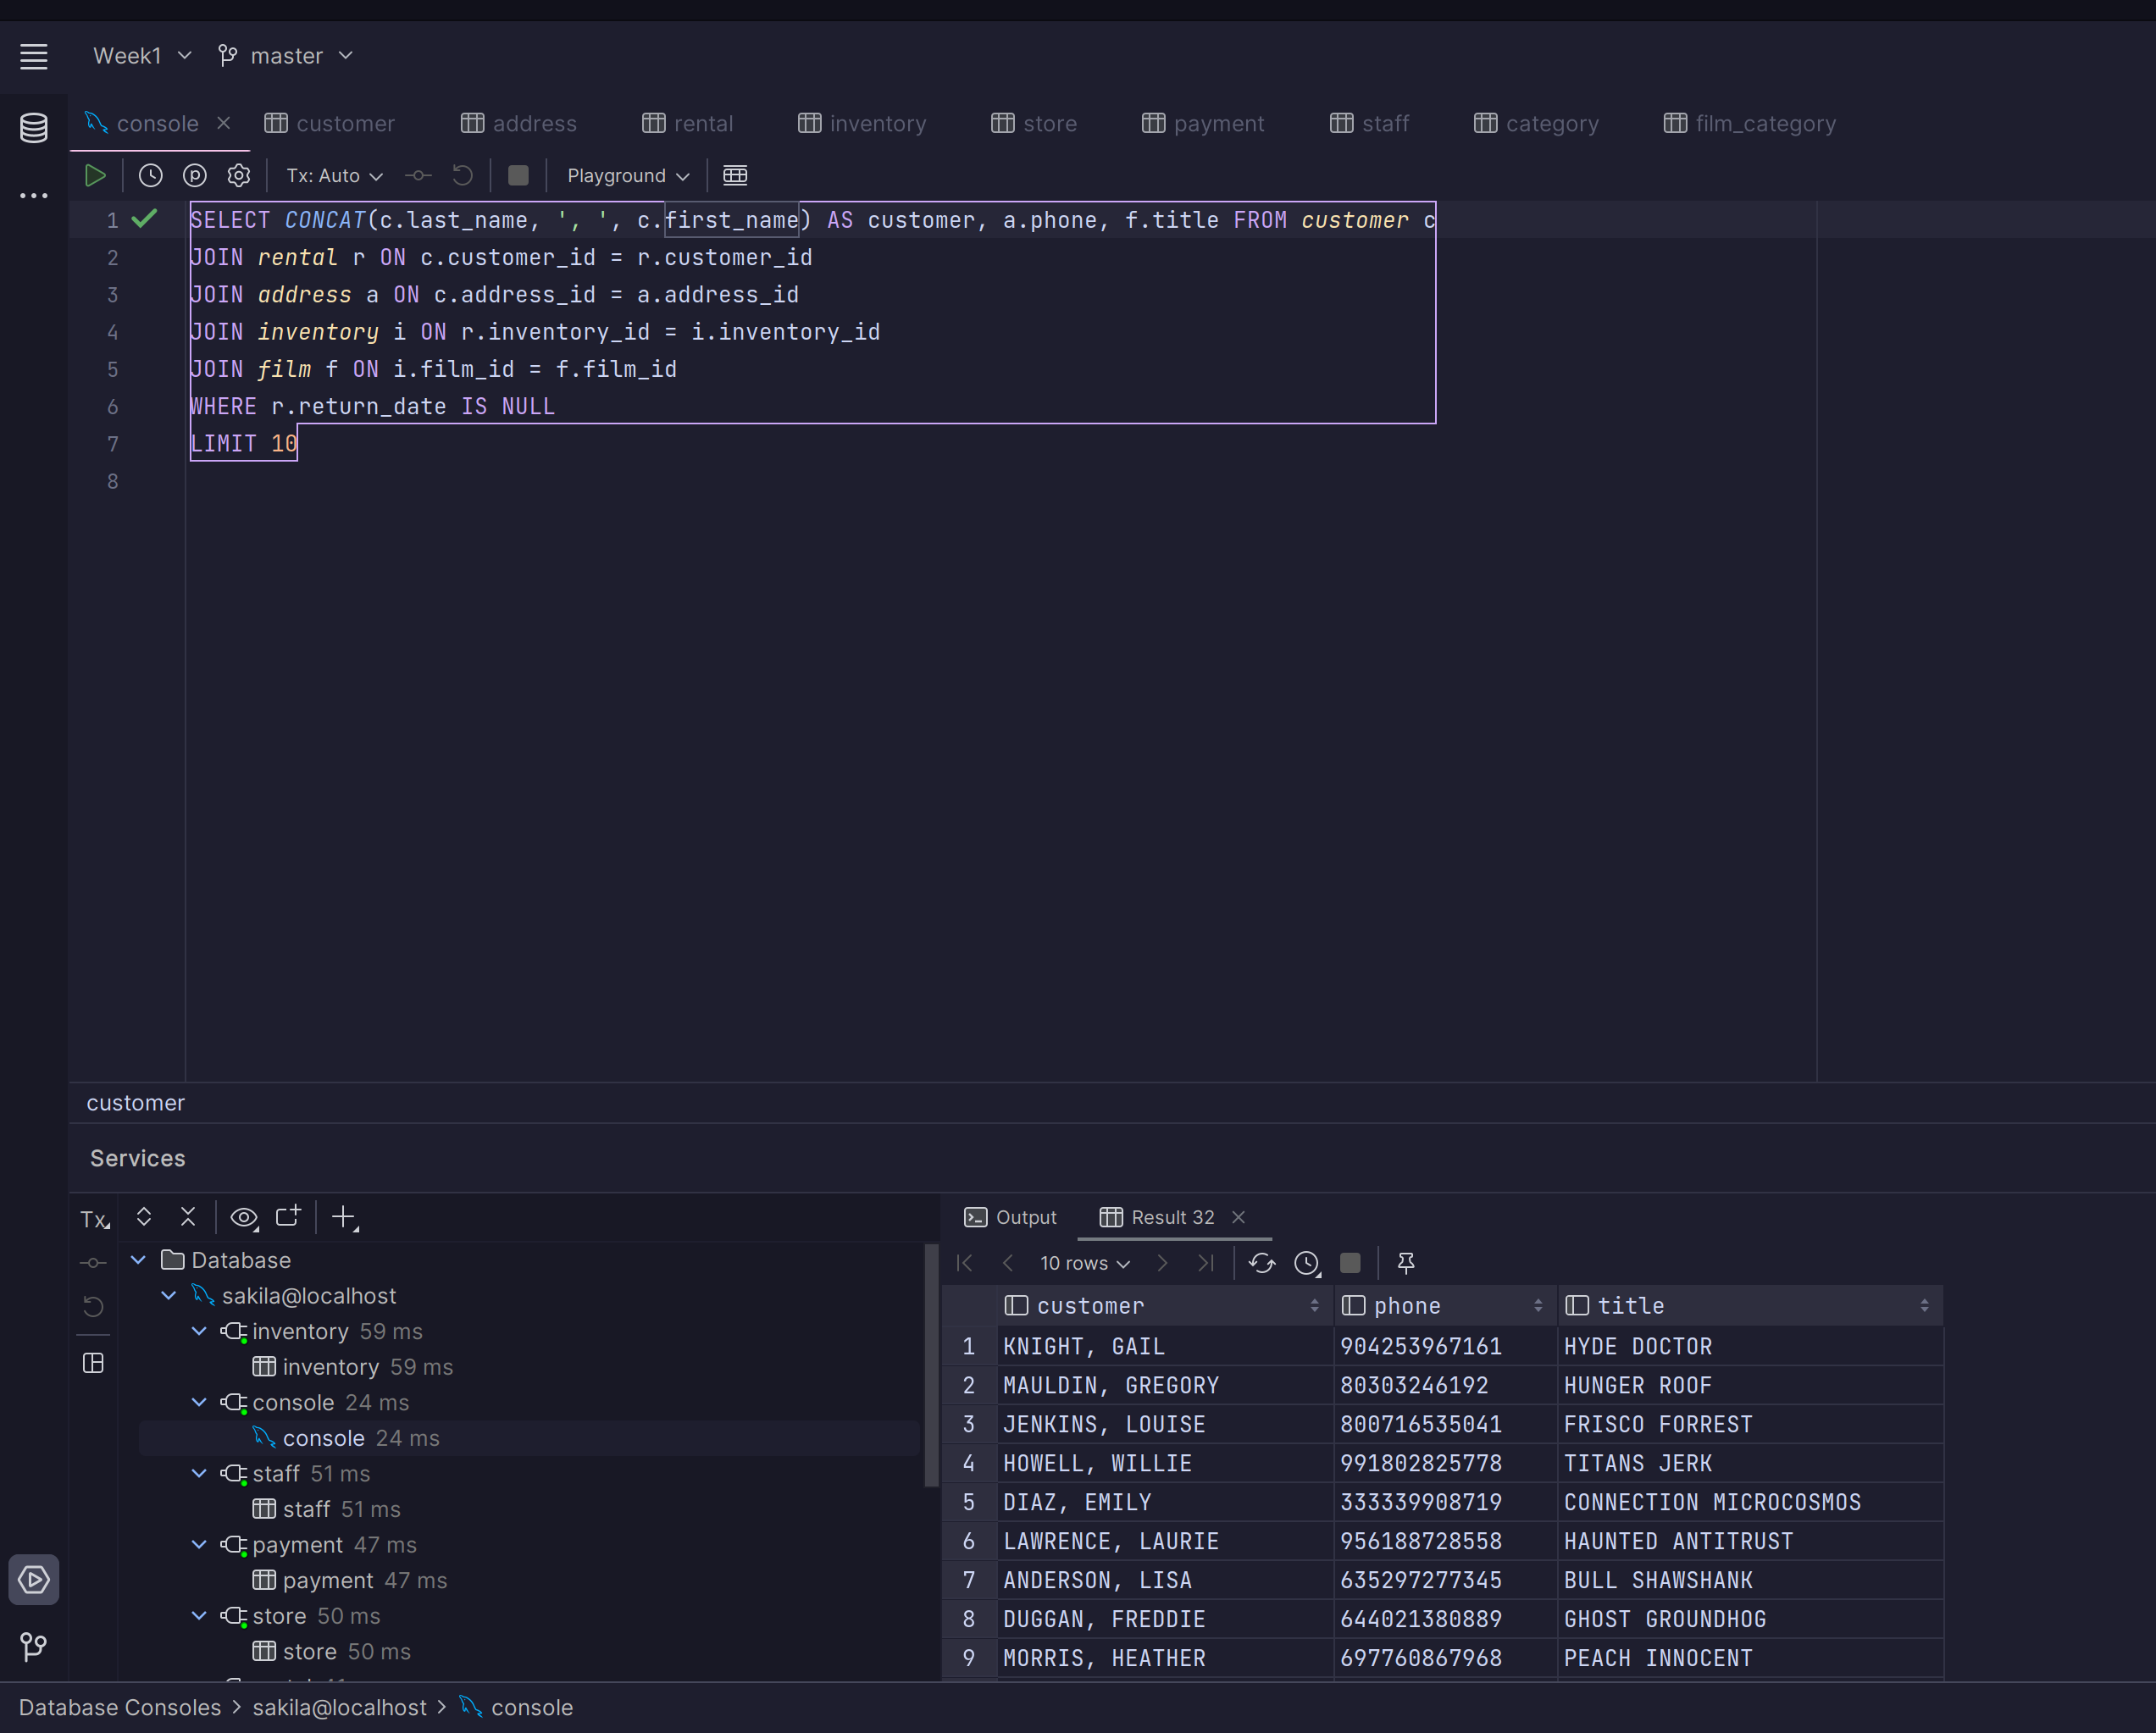 Week1 master
console customer address rental inventory store payment staff category film_category
Tx: Auto Playground
1 SELECT CONCAT(c.last_name, ', ', c.first_name) AS customer, a.phone, f.title FROM customer c
2 JOIN rental r ON c.customer_id = r.customer_id
3 JOIN address a ON c.address_id = a.address_id
4 JOIN inventory i ON r.inventory_id = i.inventory_id
5 JOIN film f ON i.film_id = f.film_id
6 WHERE r.return_date IS NULL
7 LIMIT 10
8
customer
Services
Tx
Database
sakila@localhost
inventory 59 ms
inventory 59 ms
console 24 ms
console 24 ms
staff 51 ms
staff 51 ms
payment 47 ms
payment 47 ms
store 50 ms
store 50 ms
Output Result 32
10 rows
customer phone title
1 KNIGHT, GAIL 904253967161 HYDE DOCTOR
2 MAULDIN, GREGORY 80303246192 HUNGER ROOF
3 JENKINS, LOUISE 800716535041 FRISCO FORREST
4 HOWELL, WILLIE 991802825778 TITANS JERK
5 DIAZ, EMILY 333339908719 CONNECTION MICROCOSMOS
6 LAWRENCE, LAURIE 956188728558 HAUNTED ANTITRUST
7 ANDERSON, LISA 635297277345 BULL SHAWSHANK
8 DUGGAN, FREDDIE 644021380889 GHOST GROUNDHOG
9 MORRIS, HEATHER 697760867968 PEACH INNOCENT
Database Consoles > sakila@localhost > console